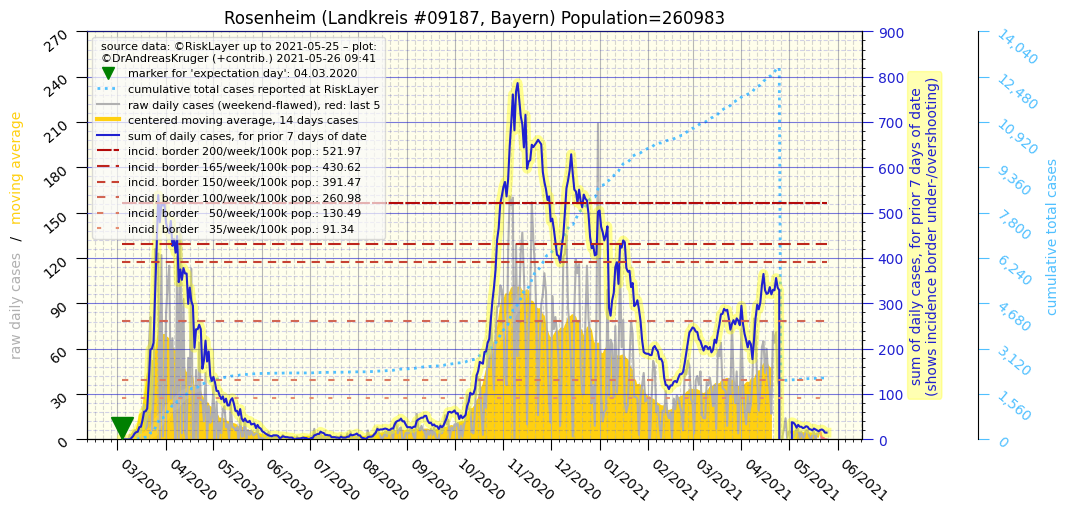 Rosenheim (Landkreis #09187, Bayern) Population=260983
source data: ©RiskLayer up to 2021-05-25 – plot:
©DrAndreasKruger (+contrib.) 2021-05-26 09:41
marker for 'expectation day': 04.03.2020
cumulative total cases reported at RiskLayer
raw daily cases (weekend-flawed), red: last 5
centered moving average, 14 days cases
sum of daily cases, for prior 7 days of date
incid. border 200/week/100k pop.: 521.97
incid. border 165/week/100k pop.: 430.62
incid. border 150/week/100k pop.: 391.47
incid. border 100/week/100k pop.: 260.98
incid. border 50/week/100k pop.: 130.49
incid. border 35/week/100k pop.: 91.34
raw daily cases / moving average
270
240
210
180
150
120
90
60
30
0
900
800
700
600
500
400
300
200
100
0
sum of daily cases, for prior 7 days of date
(shows incidence border under-/overshooting)
14,040
12,480
10,920
9,360
7,800
6,240
4,680
3,120
1,560
0
cumulative total cases
03/2020
04/2020
05/2020
06/2020
07/2020
08/2020
09/2020
10/2020
11/2020
12/2020
01/2021
02/2021
03/2021
04/2021
05/2021
06/2021